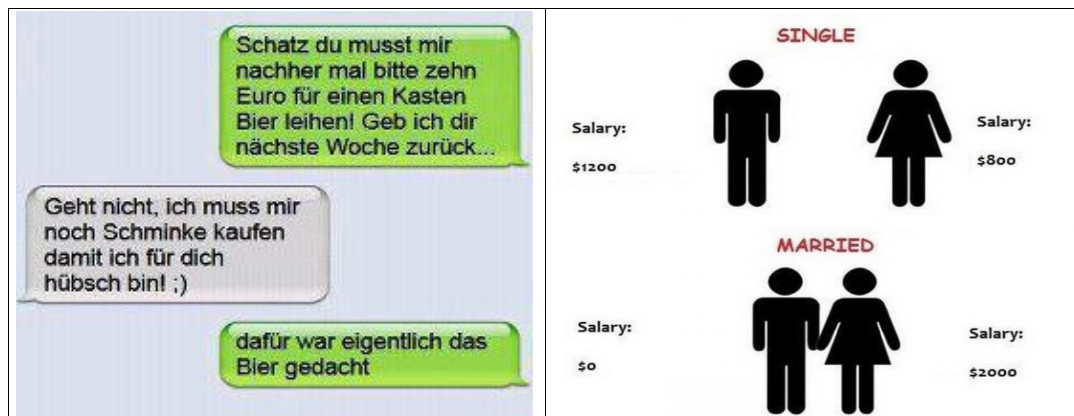 Schatz du musst mir
nachher mal bitte zehn
Euro für einen Kasten
Bier leihen! Geb ich dir
nächste Woche zurück...
Geht nicht, ich muss mir
noch Schminke kaufen
damit ich für dich
hübsch bin! ;)
dafür war eigentlich das
Bier gedacht
SINGLE
Salary:
$1200
Salary:
$800
MARRIED
Salary:
$0
Salary:
$2000